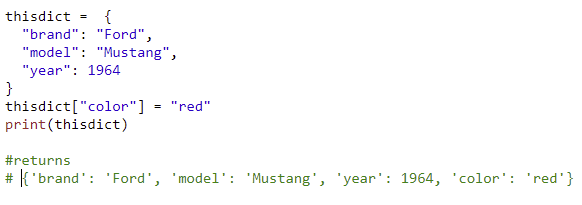 thisdict =  {
  "brand": "Ford",
  "model": "Mustang",
  "year": 1964
}
thisdict["color"] = "red"
print(thisdict)

#returns
# {'brand': 'Ford', 'model': 'Mustang', 'year': 1964, 'color': 'red'}